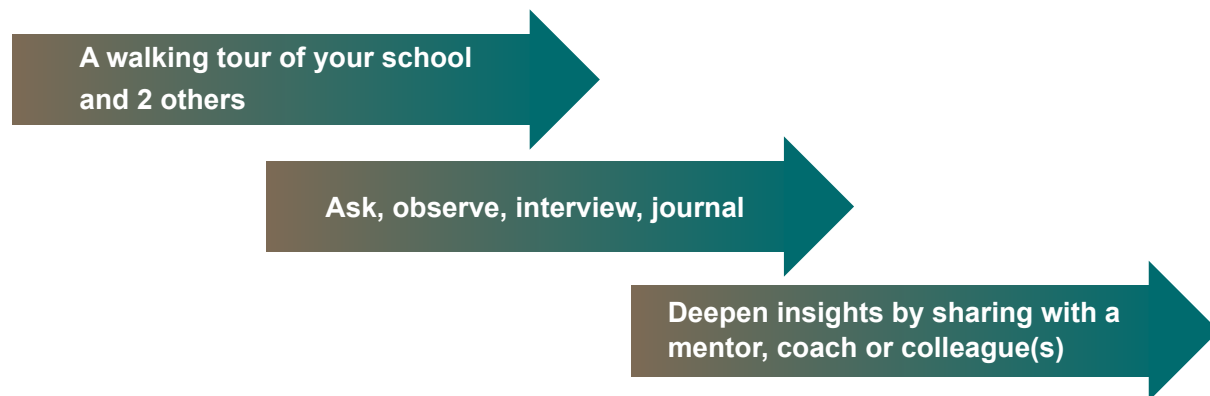 A walking tour of your school
and 2 others
Ask, observe, interview, journal
Deepen insights by sharing with a
mentor, coach or colleague(s)